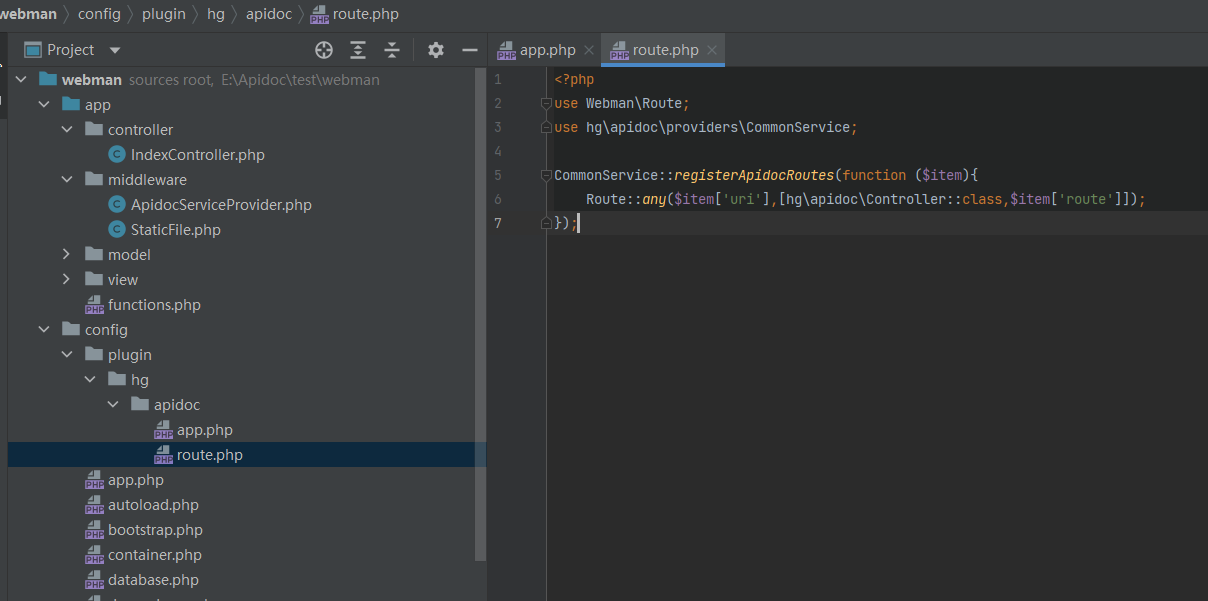 webman config plugin hg apidoc route.php
Project
app.php route.php
webman sources root, E:\Apidoc\test\webman
app
controller
IndexController.php
middleware
ApidocServiceProvider.php
StaticFile.php
model
view
functions.php
config
plugin
hg
apidoc
app.php
route.php
app.php
autoload.php
bootstrap.php
container.php
database.php
1 <?php
2 use Webman\Route;
3 use hg\apidoc\providers\CommonService;
4
5 CommonService::registerApidocRoutes(function ($item){
6 Route::any($item['uri'],[hg\apidoc\Controller::class,$item['route']]);
7 });